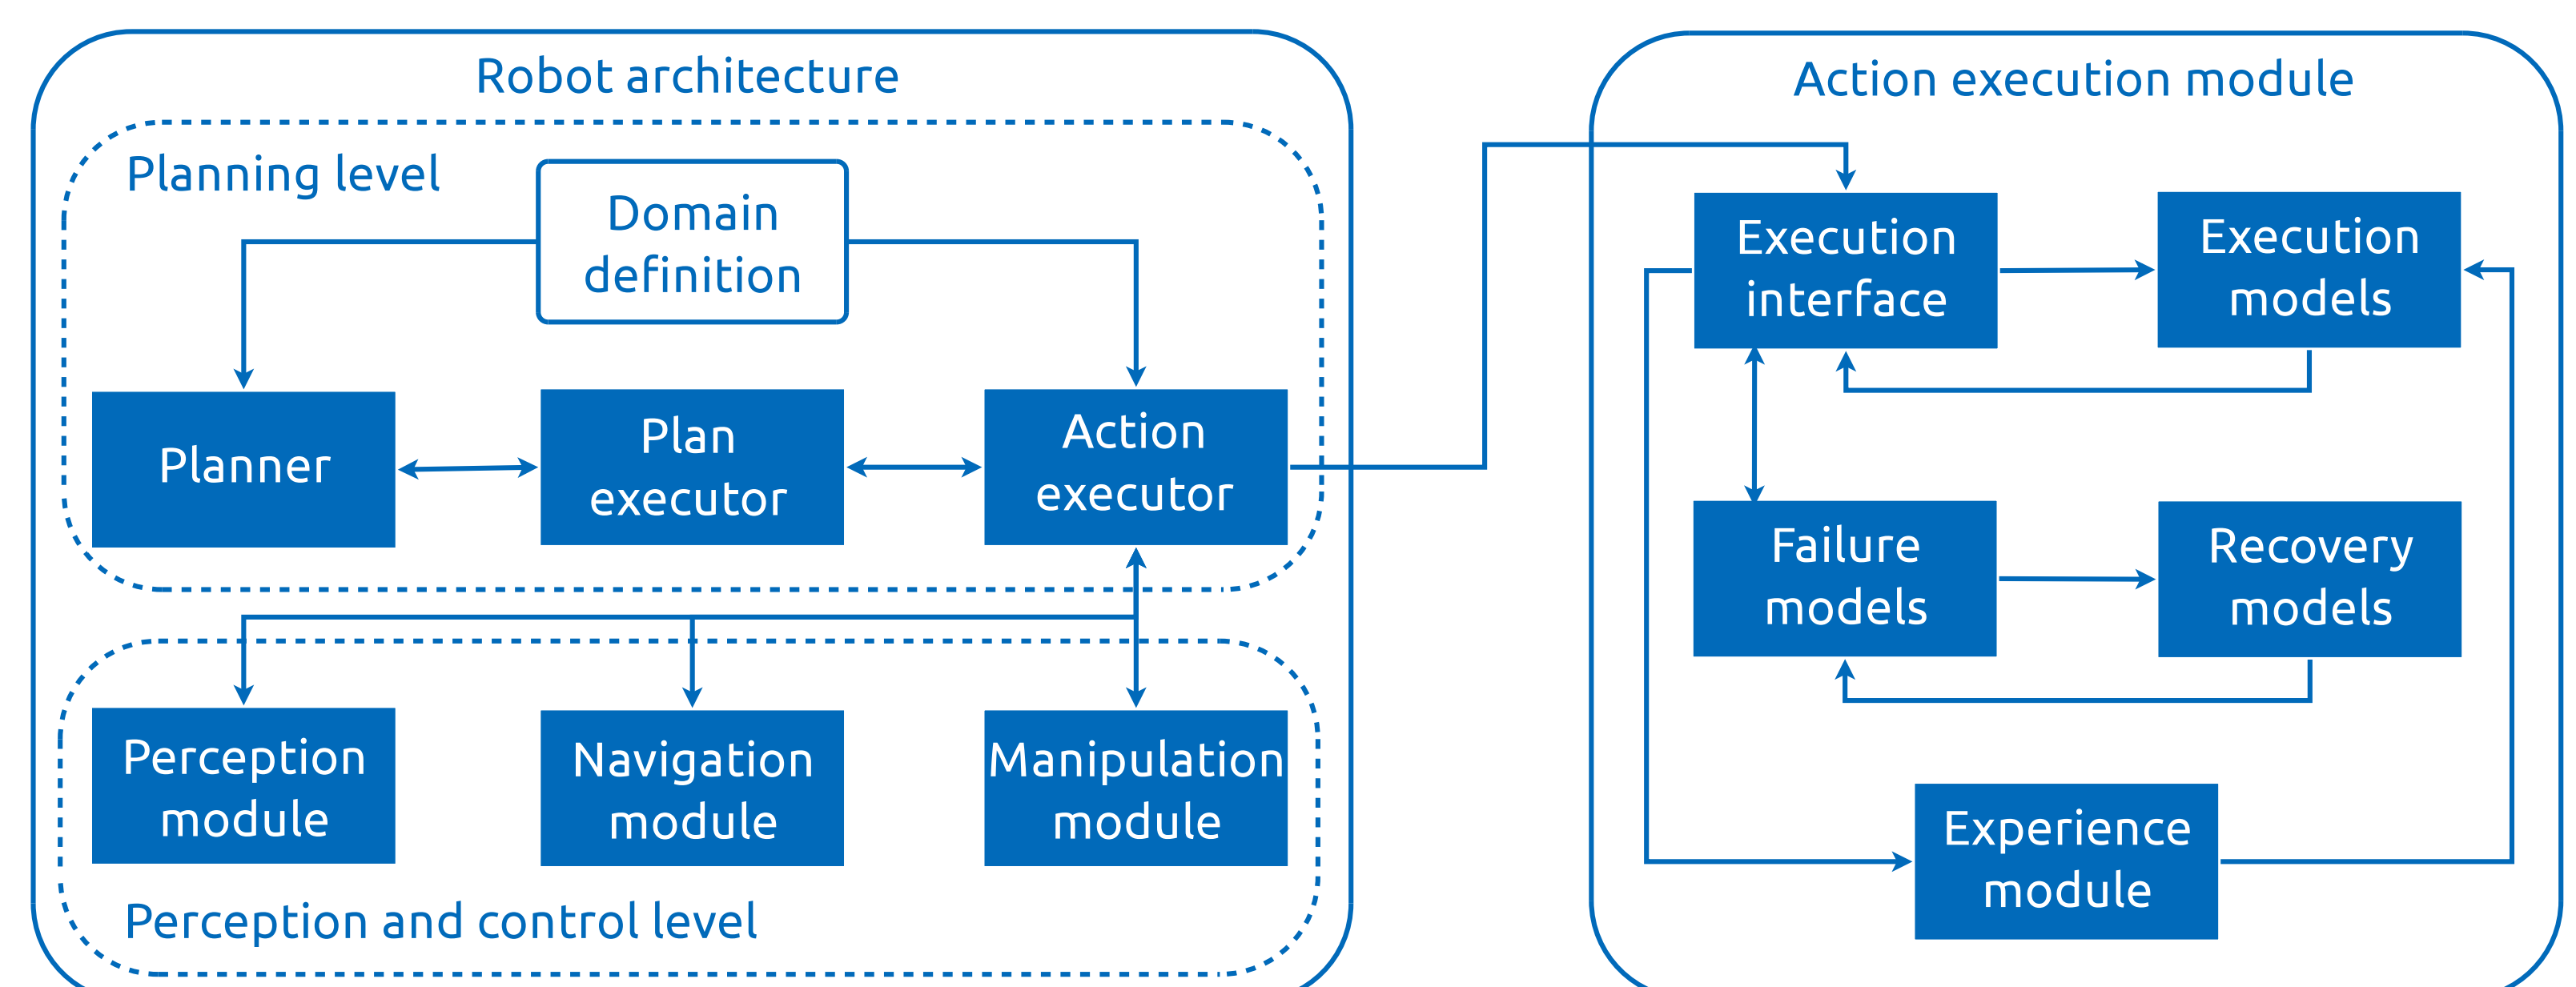 Robot architecture
Planning level
Domain
definition
Planner
Plan
executor
Action
executor
Perception
module
Navigation
module
Manipulation
module
Perception and control level
Action execution module
Execution
interface
Execution
models
Failure
models
Recovery
models
Experience
module